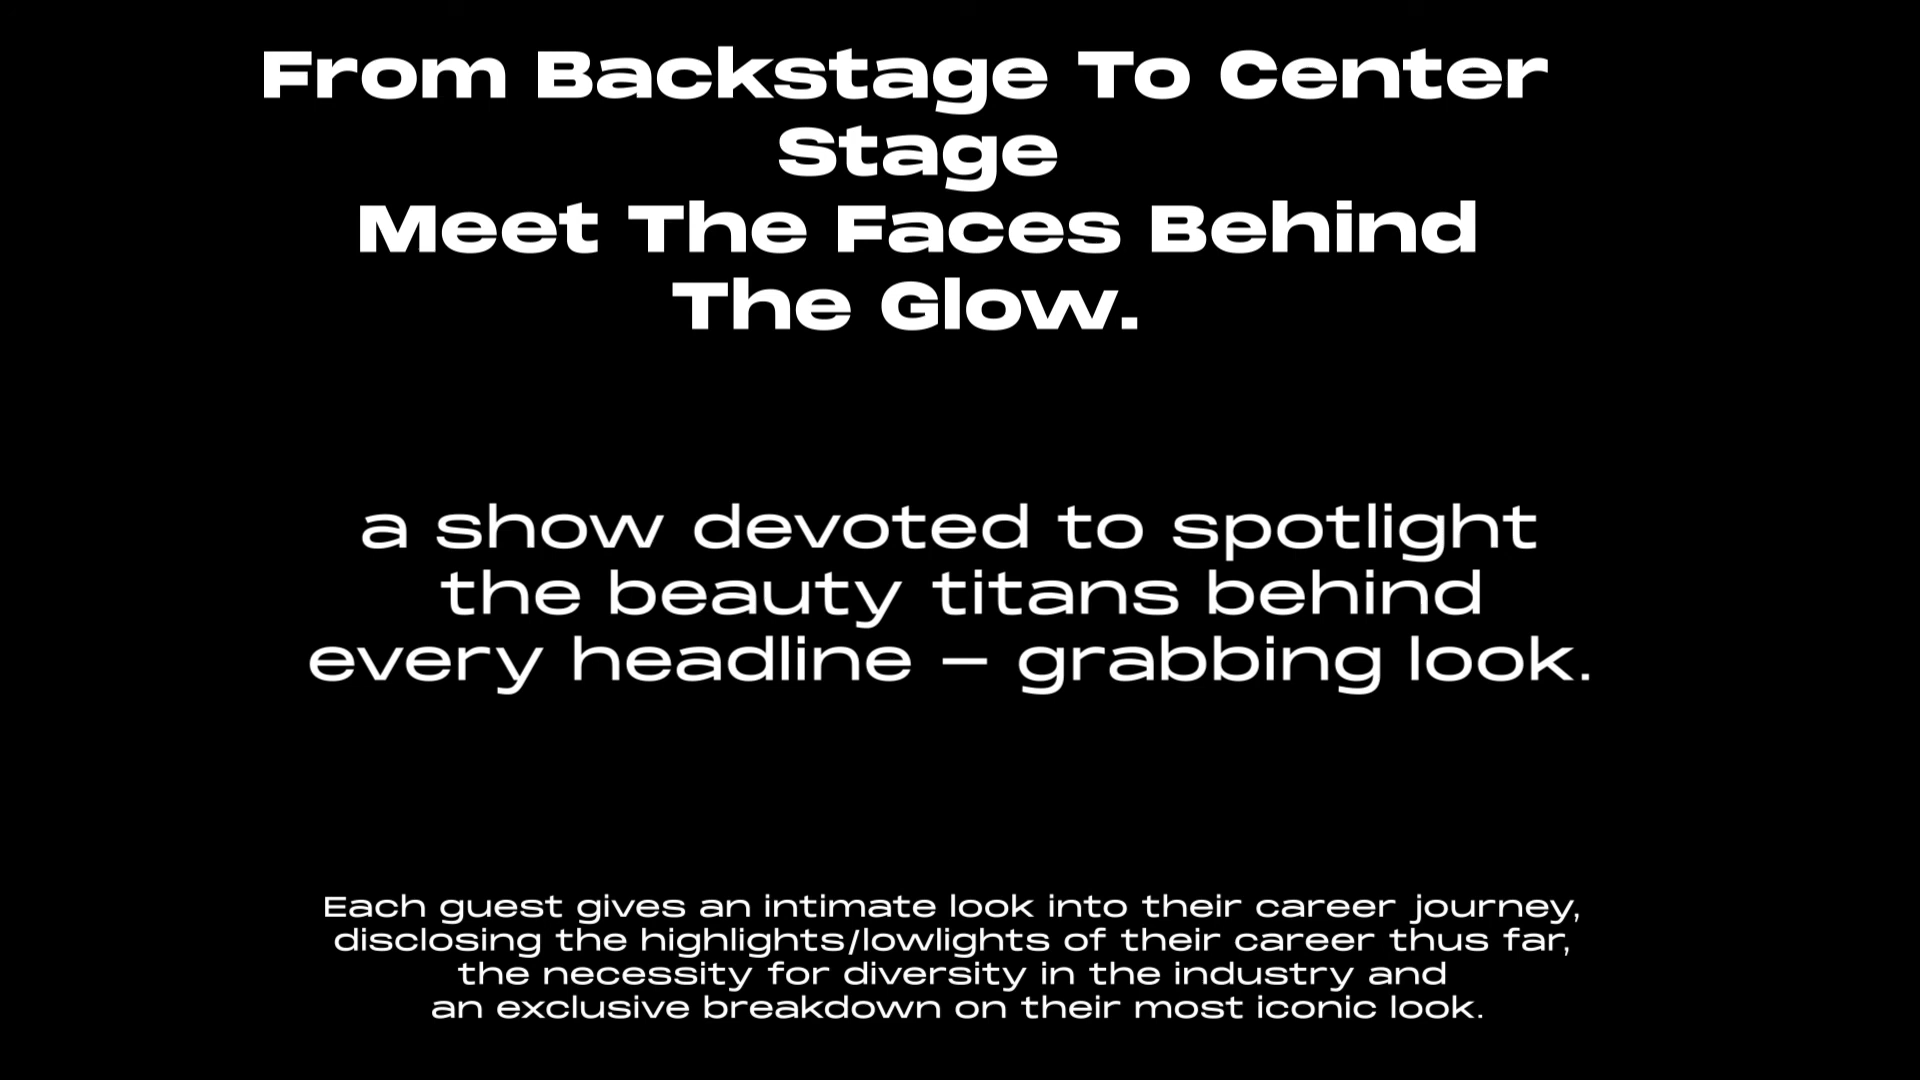 From Backstage To Center
Stage
Meet The Faces Behind
The Glow.
a show devoted to spotlight
the beauty titans behind
every headline – grabbing look.
Each guest gives an intimate look into their career journey,
disclosing the highlights/lowlights of their career thus far,
the necessity for diversity in the industry and
an exclusive breakdown on their most iconic look.